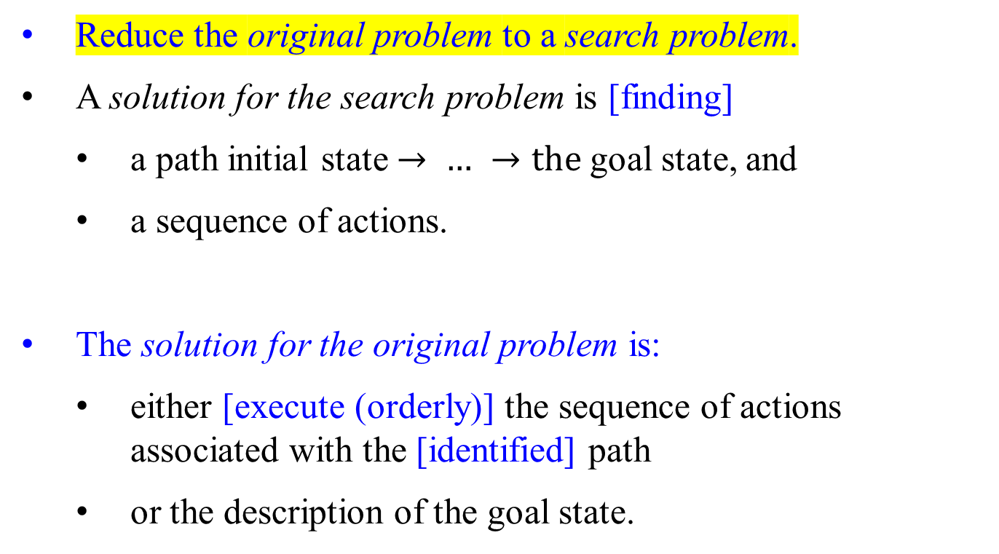 • Reduce the original problem to a search problem.
• A solution for the search problem is [finding]
• a path initial state → … → the goal state, and
• a sequence of actions.
• The solution for the original problem is:
• either [execute (orderly)] the sequence of actions
associated with the [identified] path
• or the description of the goal state.